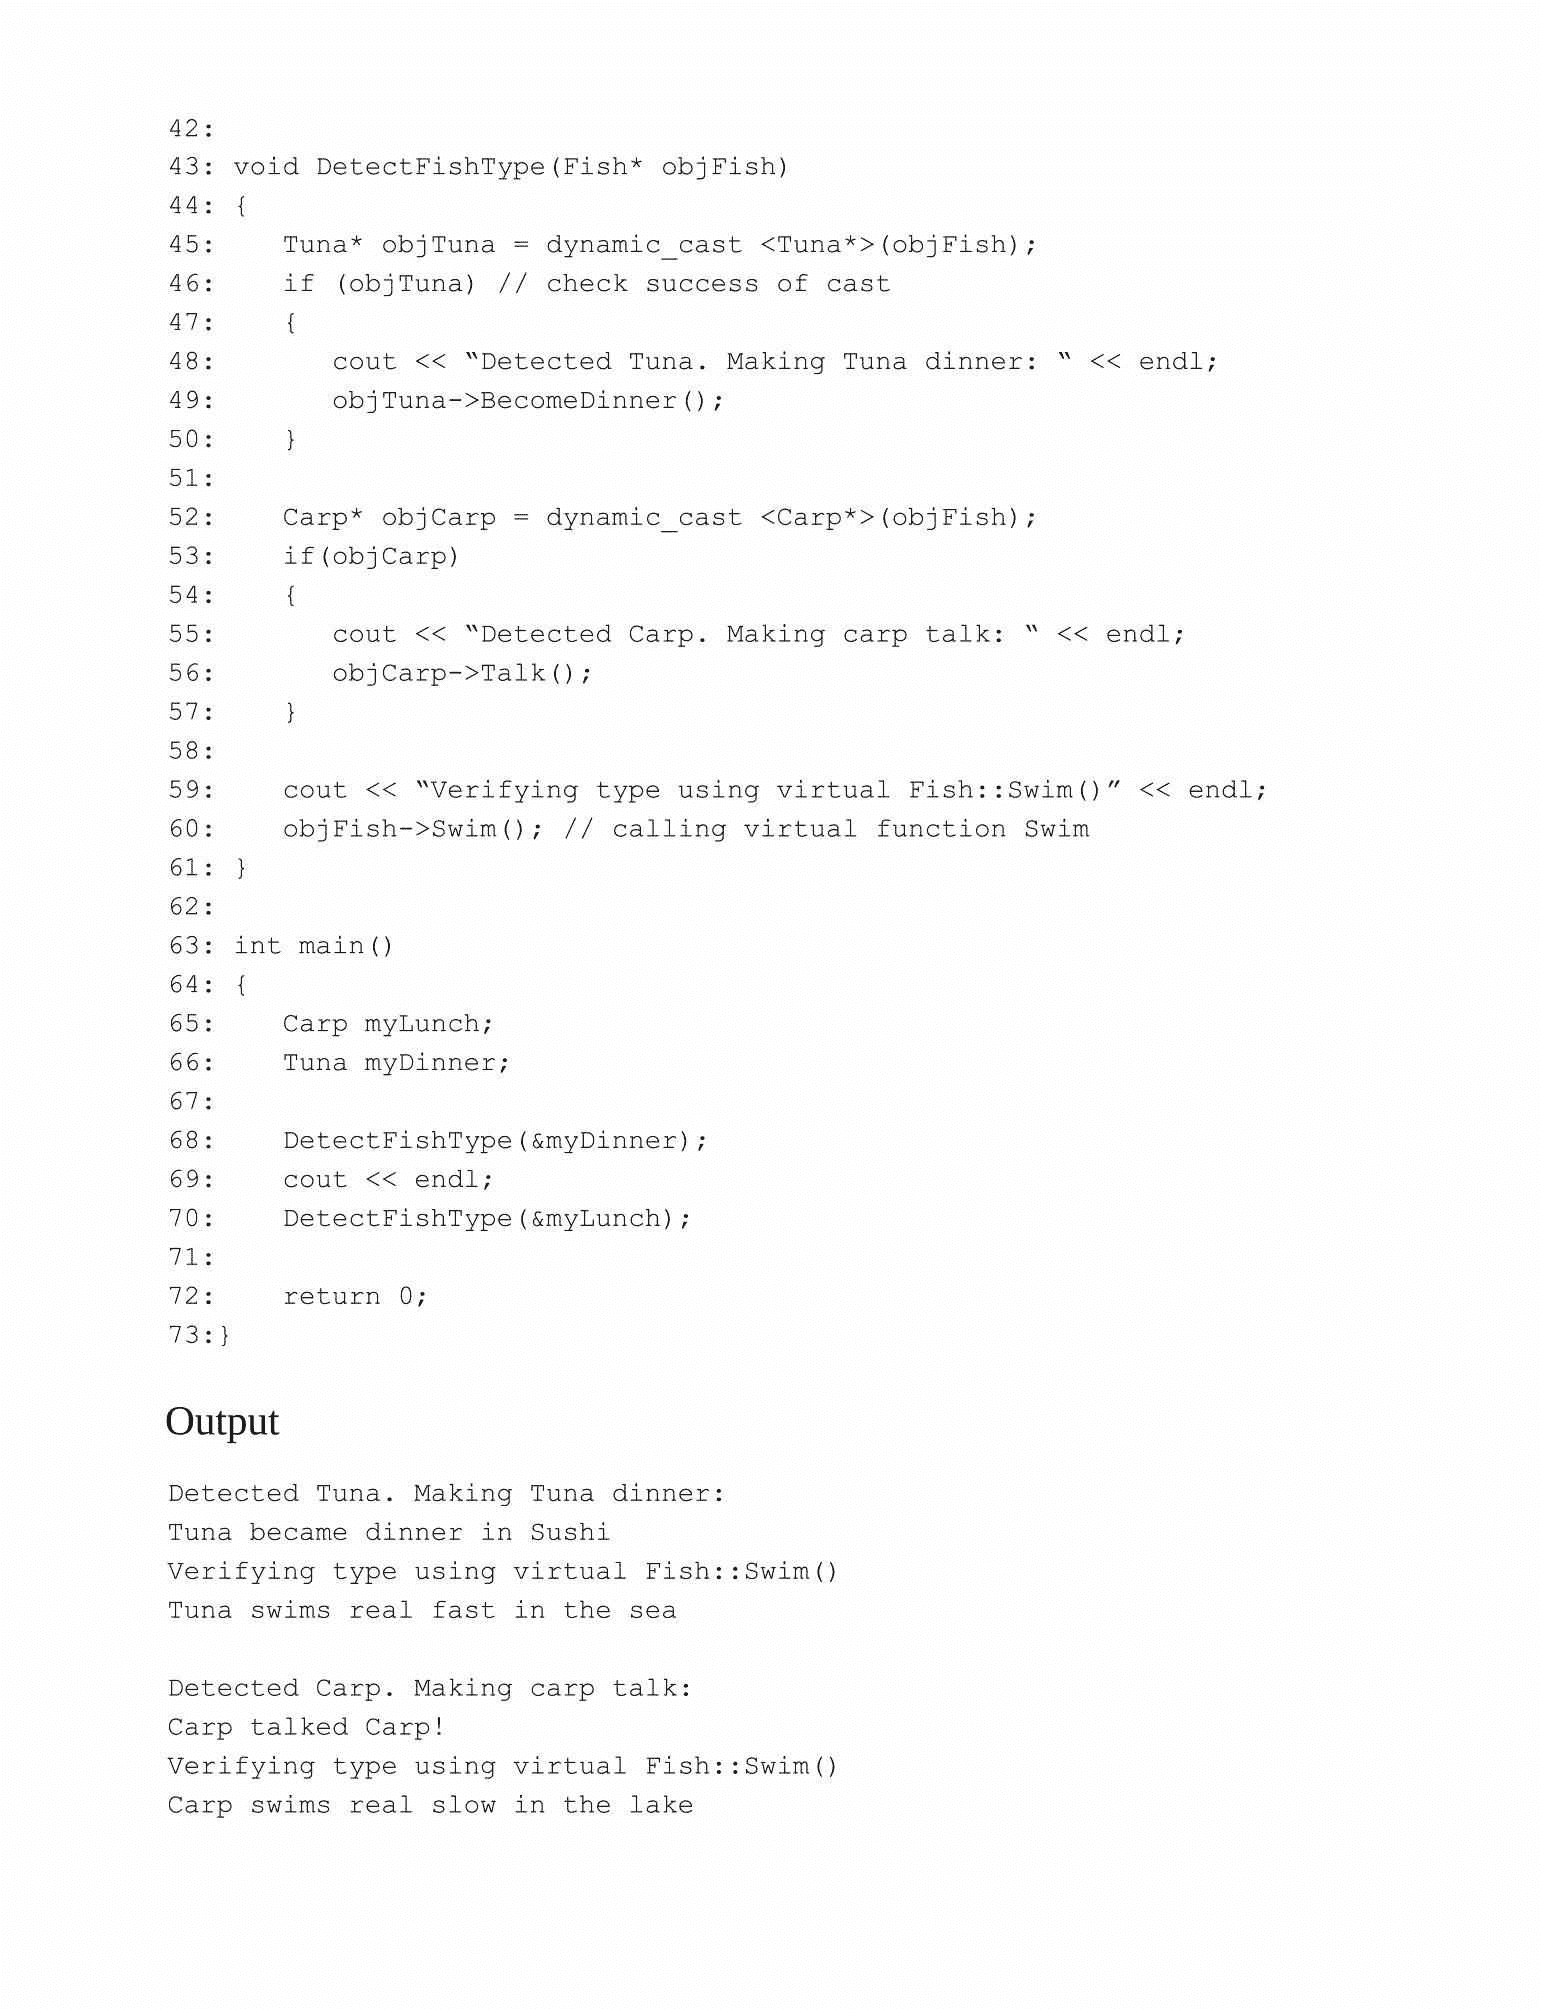 42:
43: void DetectFishType(Fish* objFish)
44: {
45:    Tuna* objTuna = dynamic_cast <Tuna*>(objFish);
46:    if (objTuna) // check success of cast
47:    {
48:       cout << “Detected Tuna. Making Tuna dinner: “ << endl;
49:       objTuna->BecomeDinner();
50:    }
51:
52:    Carp* objCarp = dynamic_cast <Carp*>(objFish);
53:    if(objCarp)
54:    {
55:       cout << “Detected Carp. Making carp talk: “ << endl;
56:       objCarp->Talk();
57:    }
58:
59:    cout << “Verifying type using virtual Fish::Swim()” << endl;
60:    objFish->Swim(); // calling virtual function Swim
61: }
62:
63: int main()
64: {
65:    Carp myLunch;
66:    Tuna myDinner;
67:
68:    DetectFishType(&myDinner);
69:    cout << endl;
70:    DetectFishType(&myLunch);
71:
72:    return 0;
73:}
Output
Detected Tuna. Making Tuna dinner:
Tuna became dinner in Sushi
Verifying type using virtual Fish::Swim()
Tuna swims real fast in the sea
Detected Carp. Making carp talk:
Carp talked Carp!
Verifying type using virtual Fish::Swim()
Carp swims real slow in the lake